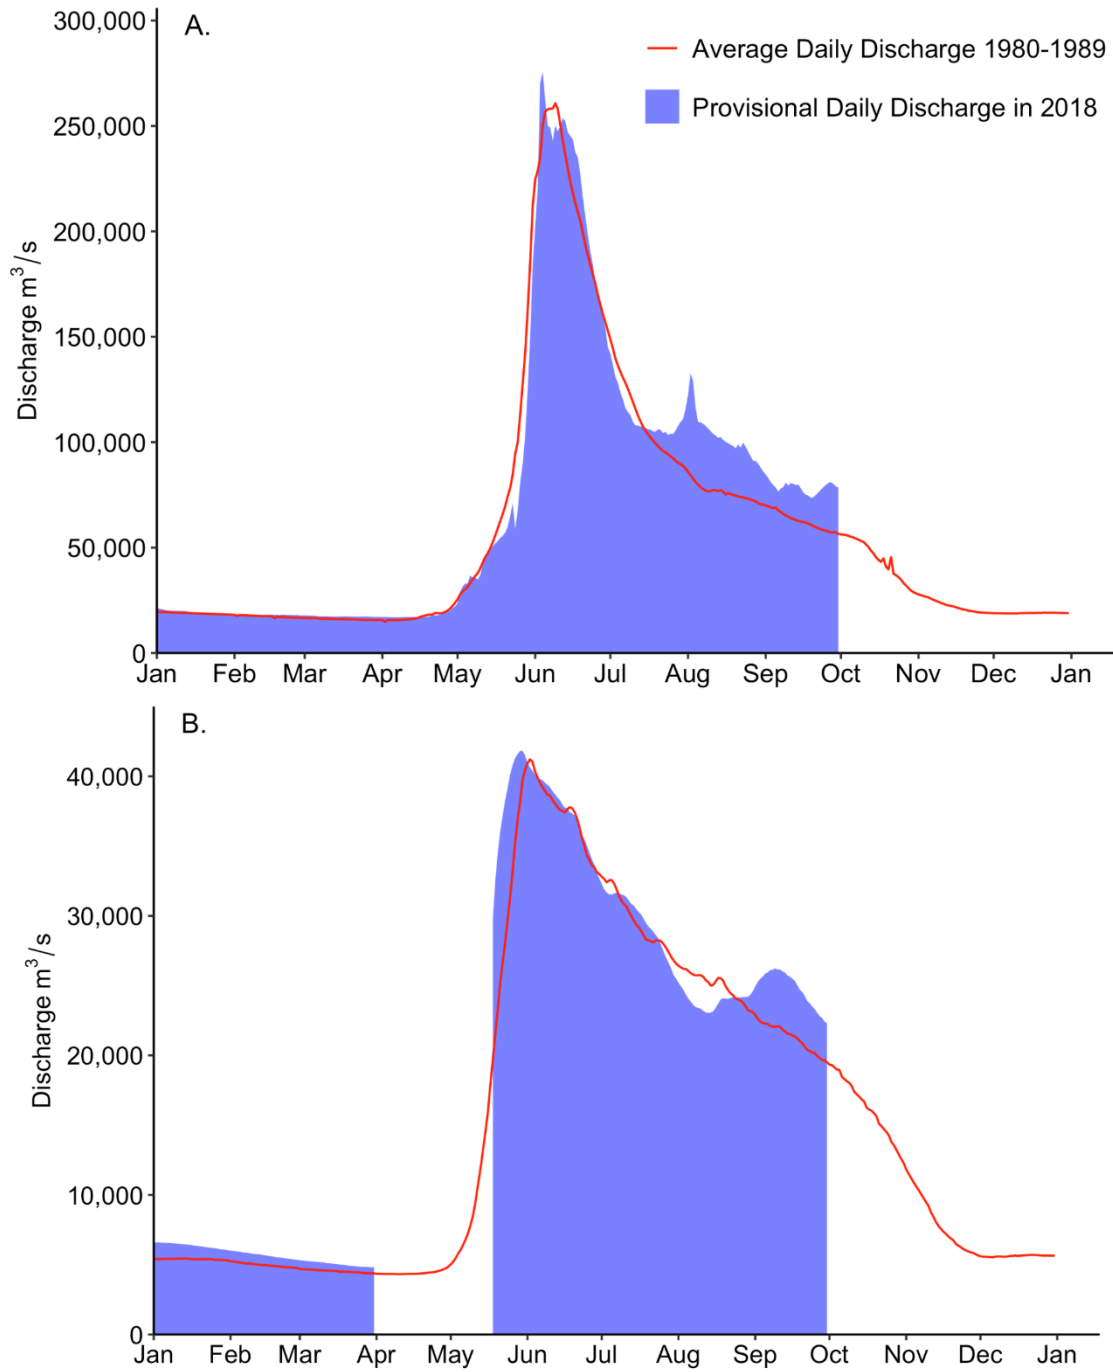 A.
Average Daily Discharge 1980-1989
Provisional Daily Discharge in 2018
Discharge m³/s
300,000
250,000
200,000
150,000
100,000
50,000
0
Jan Feb Mar Apr May Jun Jul Aug Sep Oct Nov Dec Jan
B.
Discharge m³/s
40,000
30,000
20,000
10,000
0
Jan Feb Mar Apr May Jun Jul Aug Sep Oct Nov Dec Jan